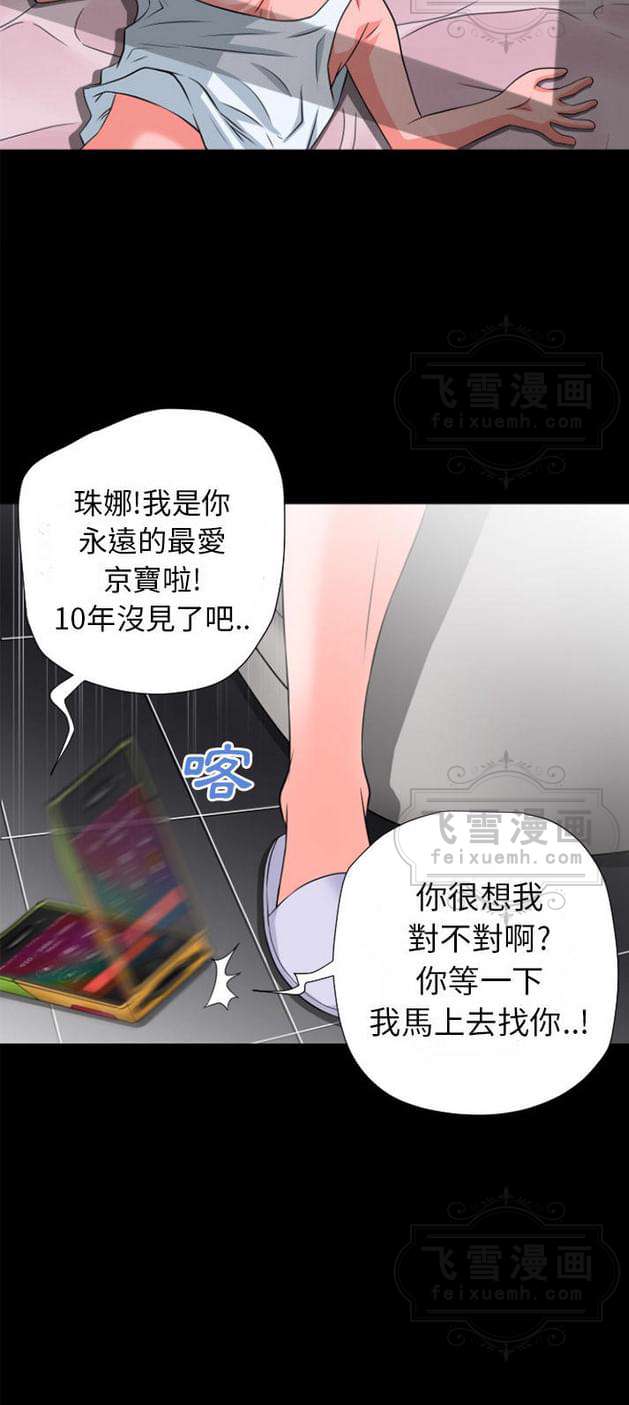 飞雪漫画
feixuemh.com
珠娜!我是你
永遠的最愛
京寶啦!
10年沒見了吧..
喀
飞雪漫画
feixuemh.com
你很想我
對不對啊?
你等一下
我馬上去找你..!
飞雪漫画
feixuemh.com